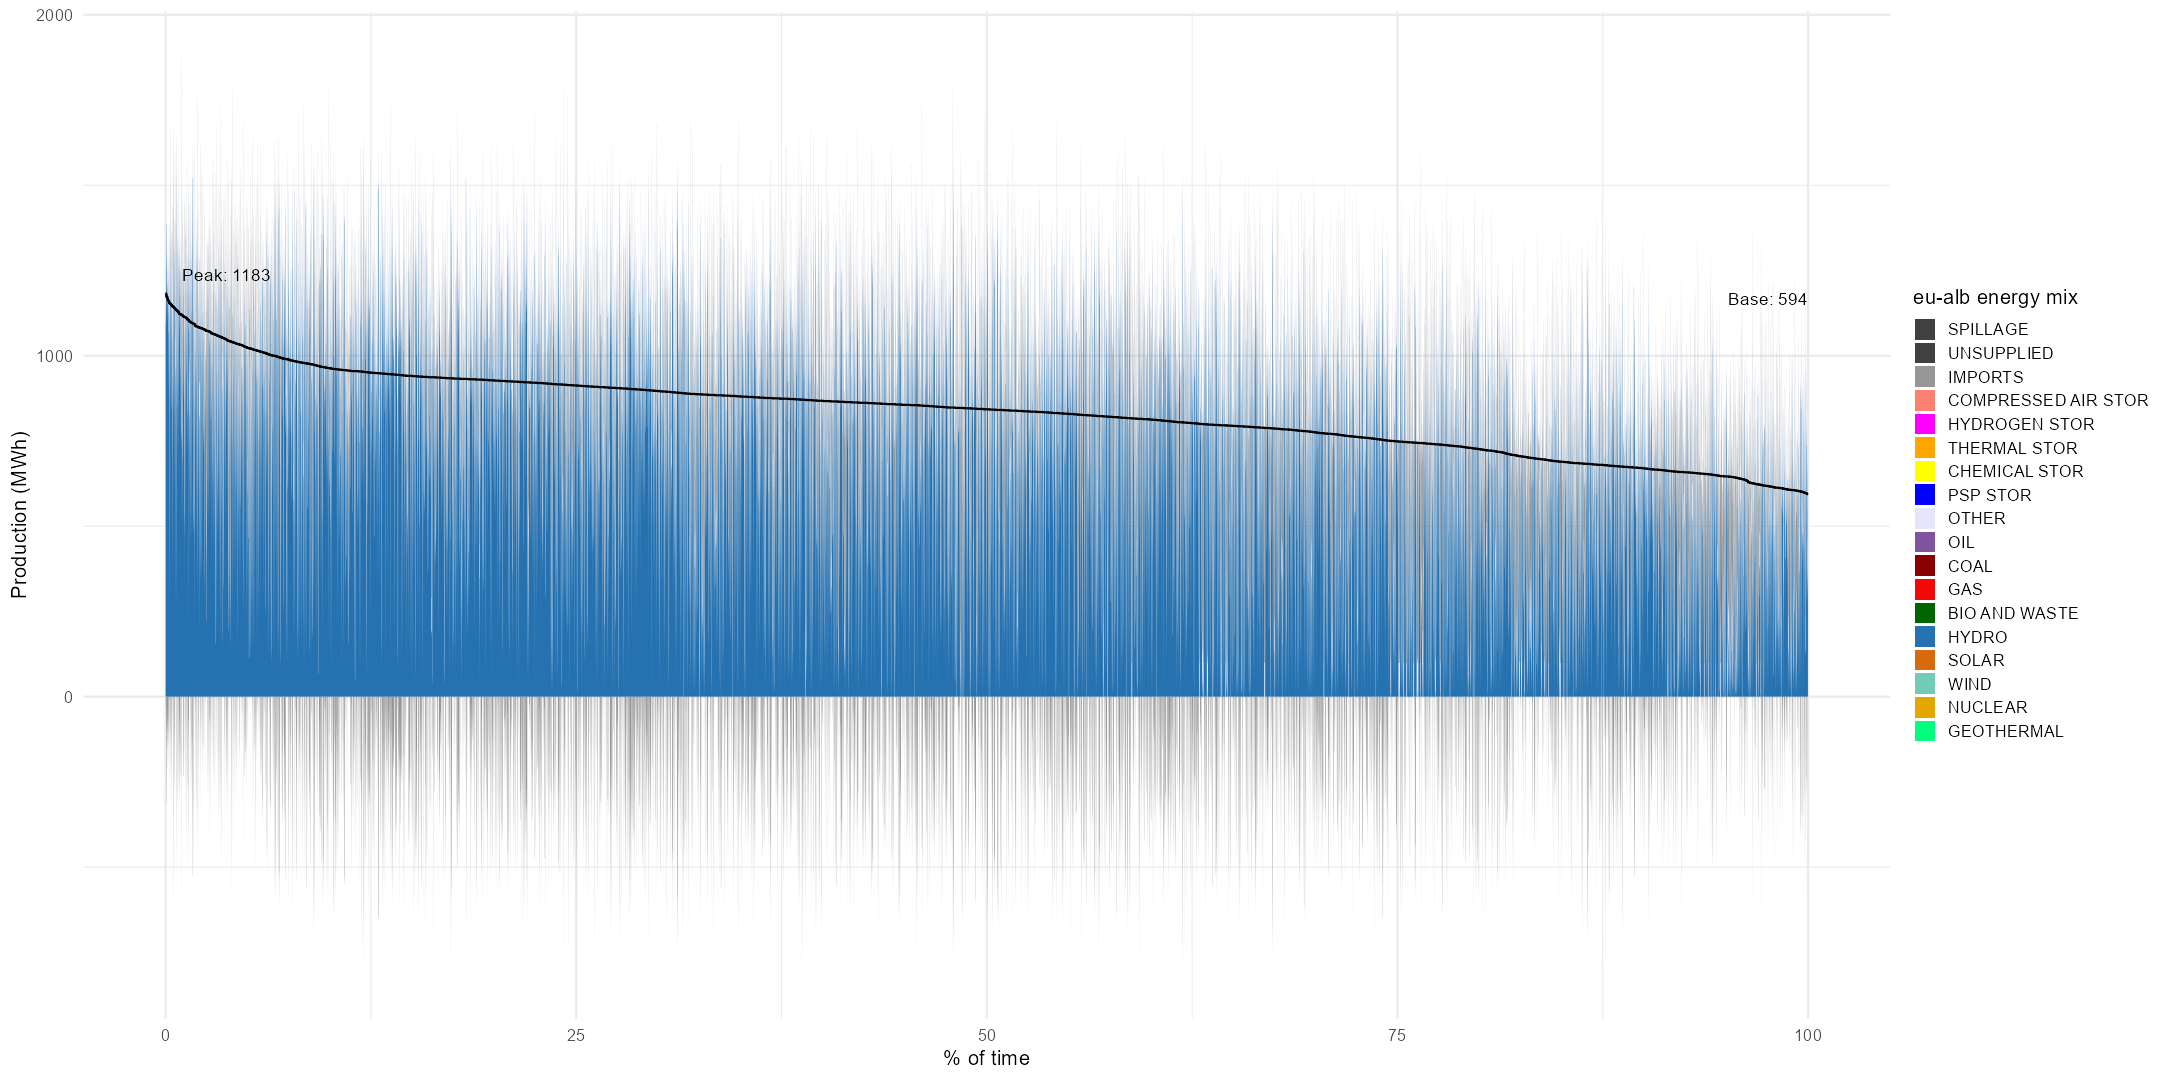 2000
1000
0
Production (MWh)
Peak: 1183
Base: 594
0
25
50
75
100
% of time
eu-alb energy mix
SPILLAGE
UNSUPPLIED
IMPORTS
COMPRESSED AIR STOR
HYDROGEN STOR
THERMAL STOR
CHEMICAL STOR
PSP STOR
OTHER
OIL
COAL
GAS
BIO AND WASTE
HYDRO
SOLAR
WIND
NUCLEAR
GEOTHERMAL